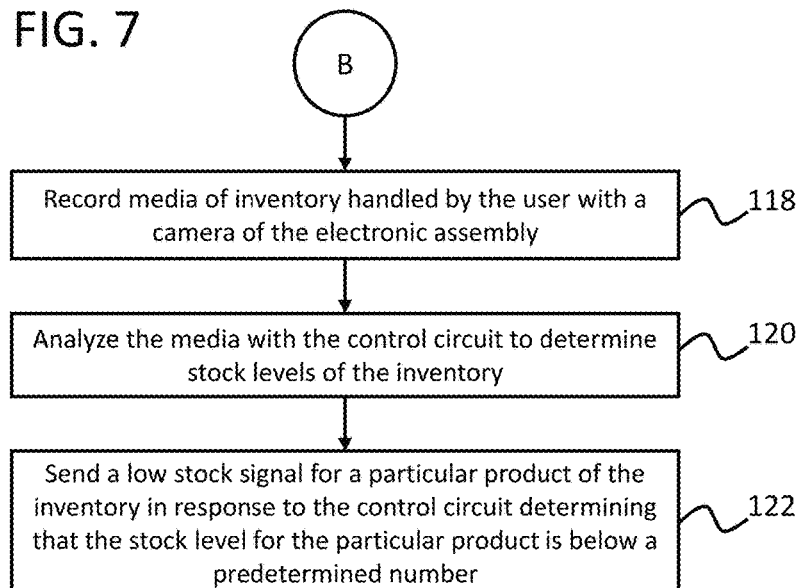 FIG. 7
B
Record media of inventory handled by the user with a
camera of the electronic assembly
118
Analyze the media with the control circuit to determine
stock levels of the inventory
120
Send a low stock signal for a particular product of the
inventory in response to the control circuit determining
that the stock level for the particular product is below a
predetermined number
122